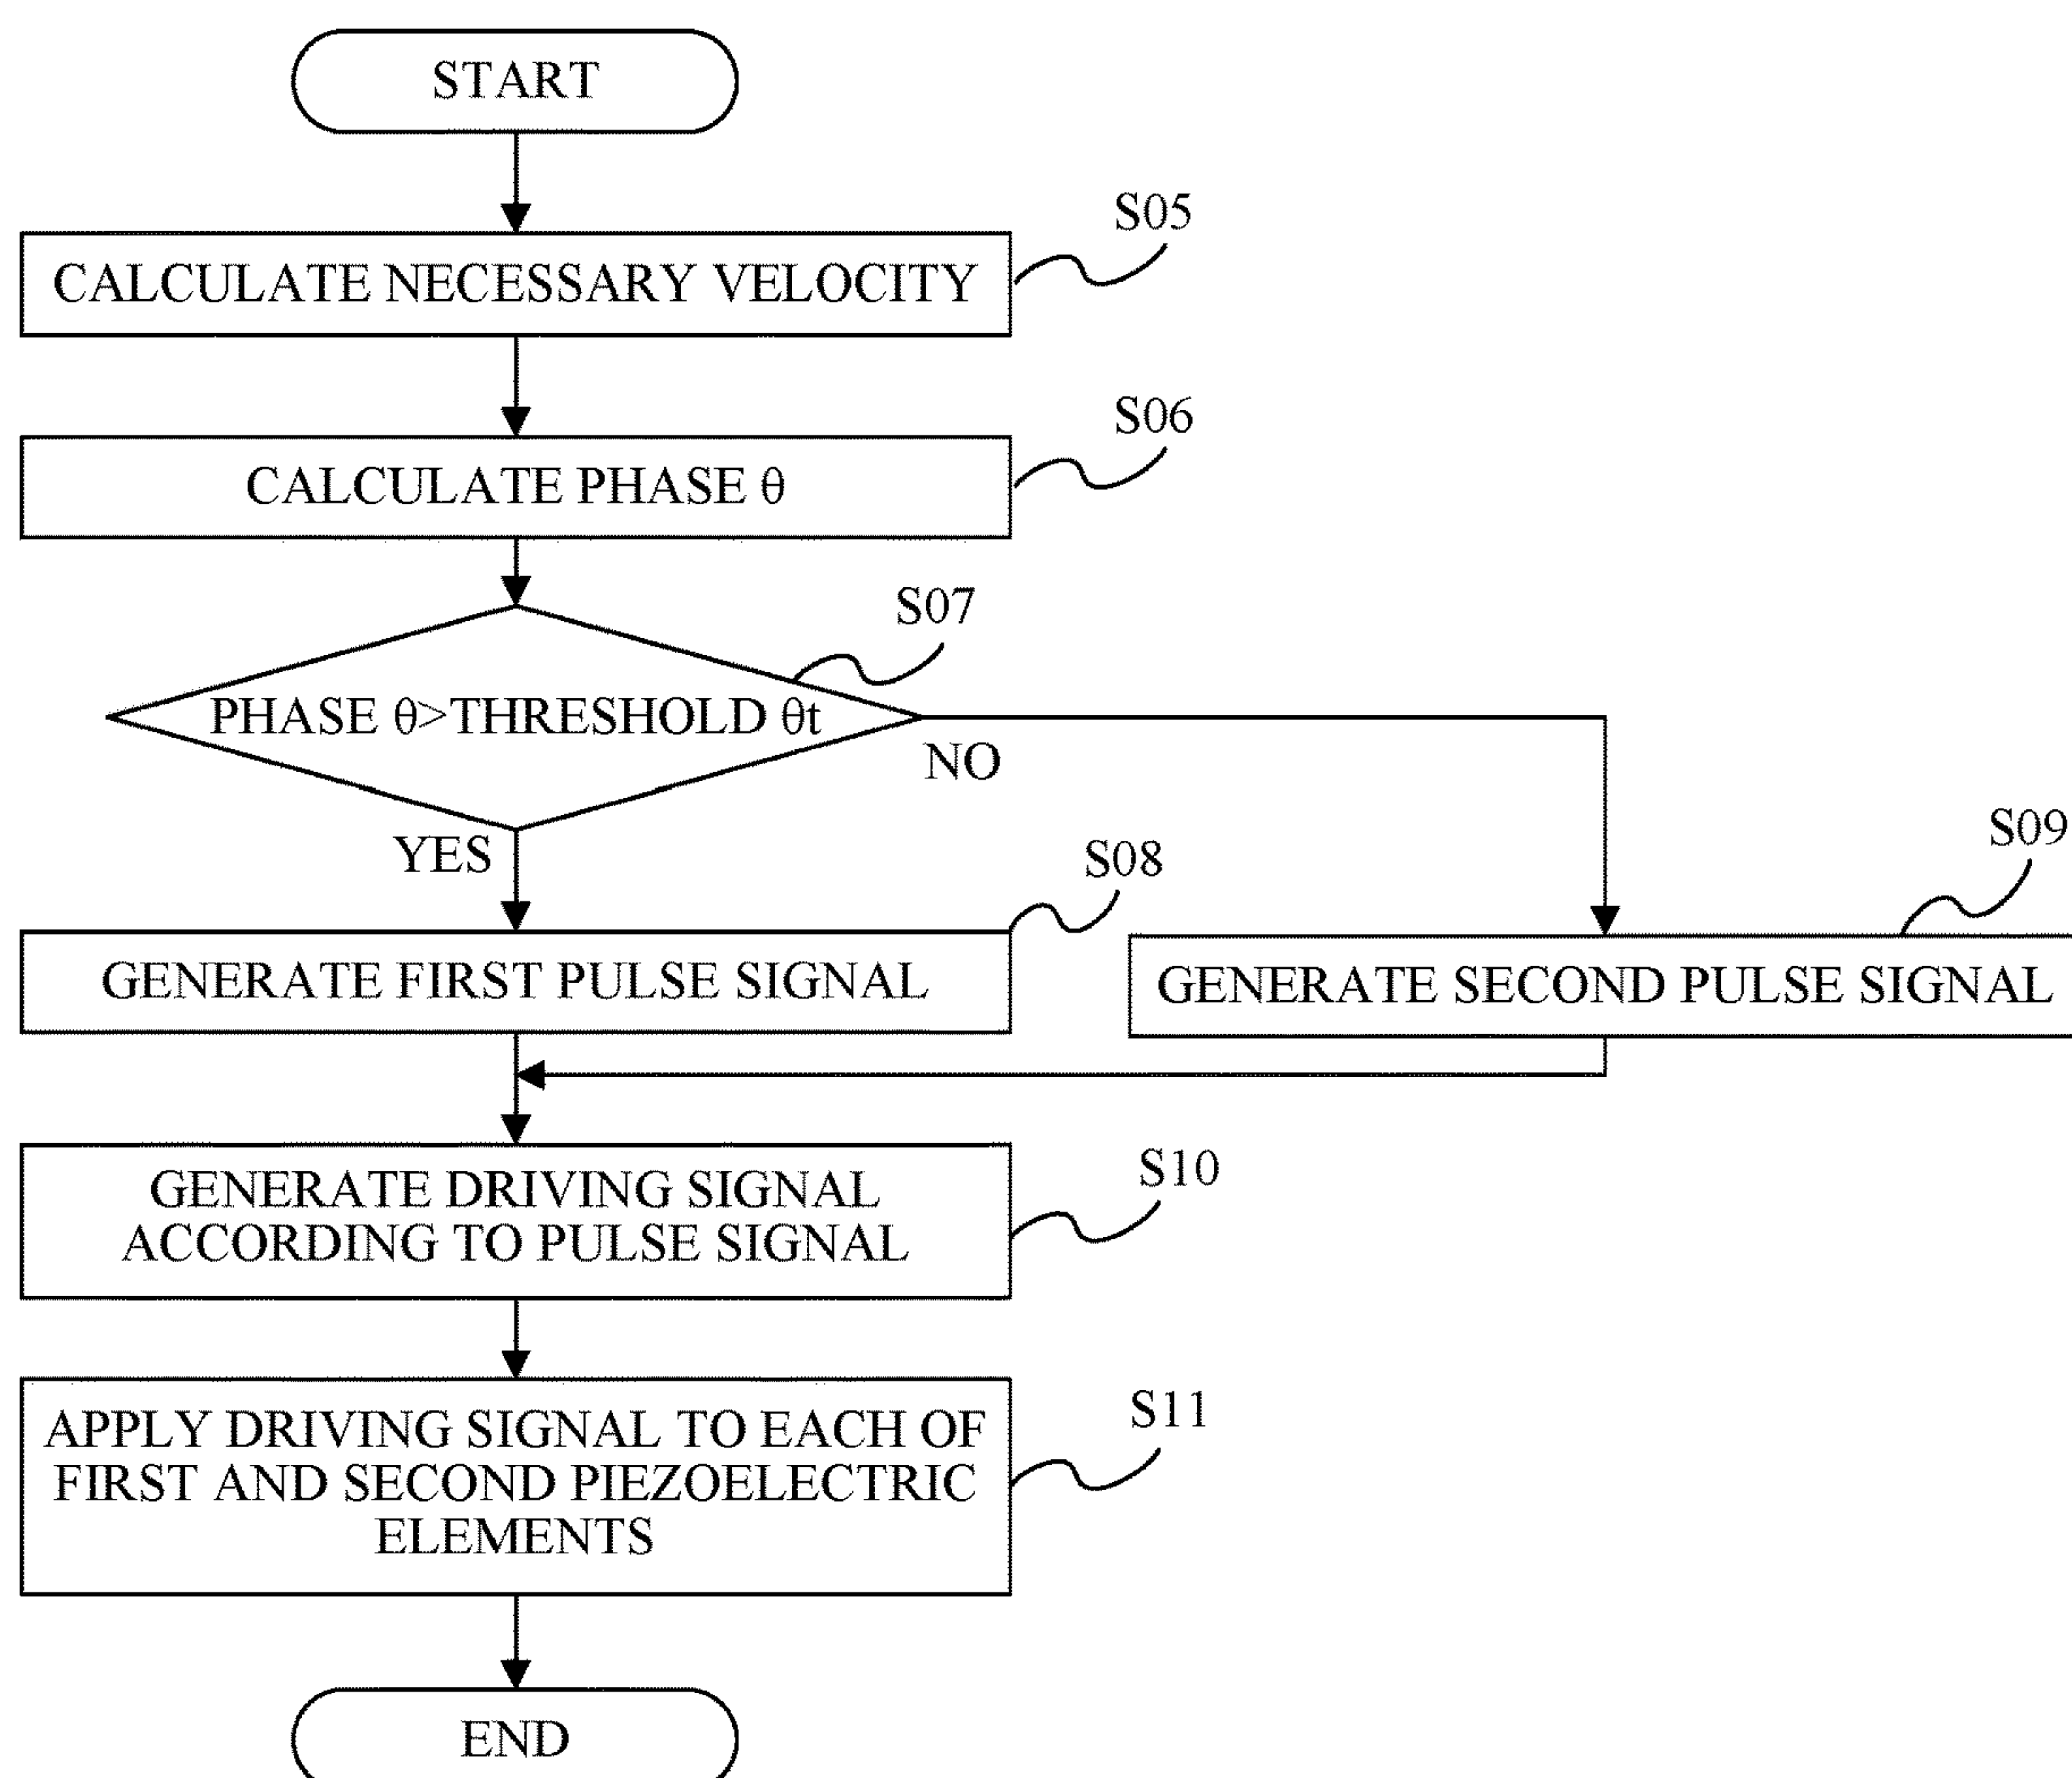 START
S05
CALCULATE NECESSARY VELOCITY
S06
CALCULATE PHASE θ
S07
PHASE θ>THRESHOLD θt
NO
YES
S08
S09
GENERATE FIRST PULSE SIGNAL
GENERATE SECOND PULSE SIGNAL
S10
GENERATE DRIVING SIGNAL
ACCORDING TO PULSE SIGNAL
S11
APPLY DRIVING SIGNAL TO EACH OF
FIRST AND SECOND PIEZOELECTRIC
ELEMENTS
END